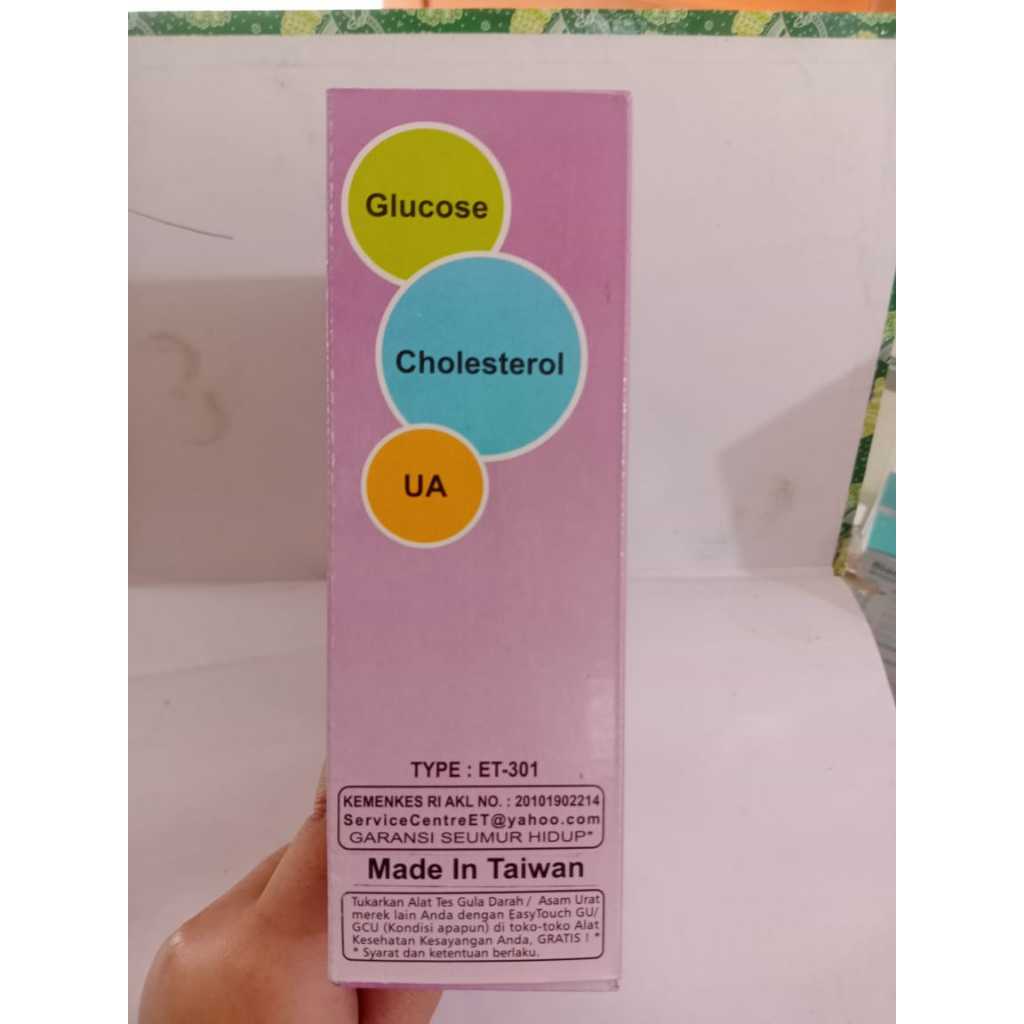 Glucose
Cholesterol
UA
TYPE : ET-301
KEMENKES RI AKL NO. : 20101902214
ServiceCentreET@yahoo.com
GARANSI SEUMUR HIDUP*
Made In Taiwan
Tukarkan Alat Tes Gula Darah / Asam Urat
merek lain Anda dengan EasyTouch GU/
GCU (Kondisi apapun) di toko-toko Alat
Kesehatan Kesayangan Anda, GRATIS ! *
* Syarat dan ketentuan berlaku.
3